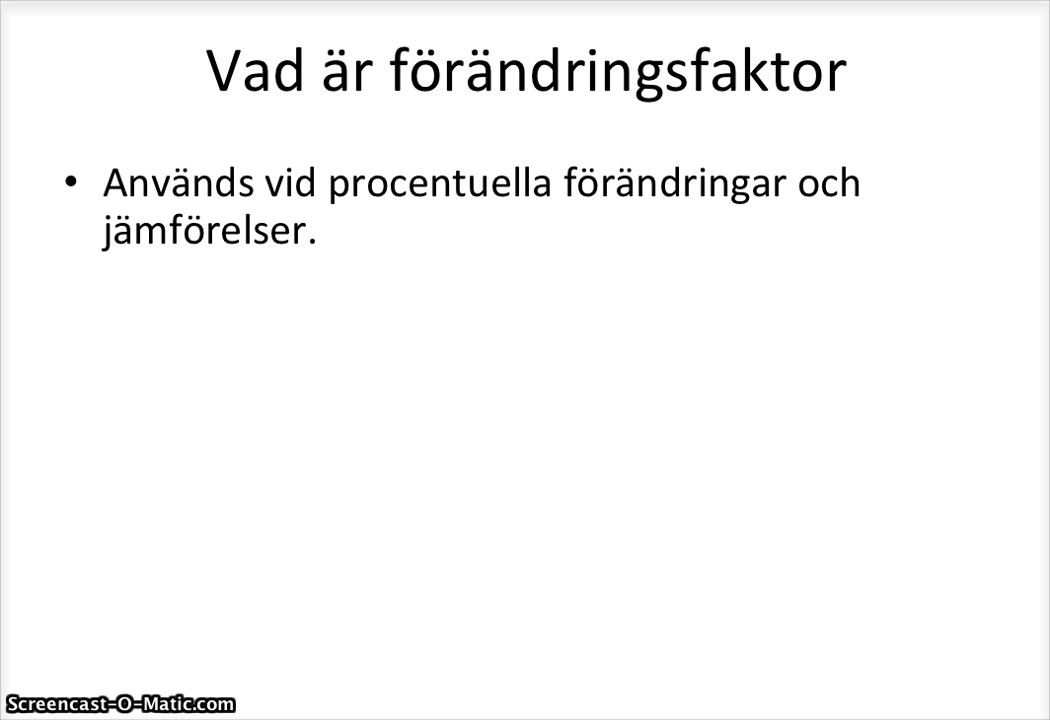 Vad är förändringsfaktor
• Används vid procentuella förändringar och
jämförelser.
Screencast-O-Matic.com